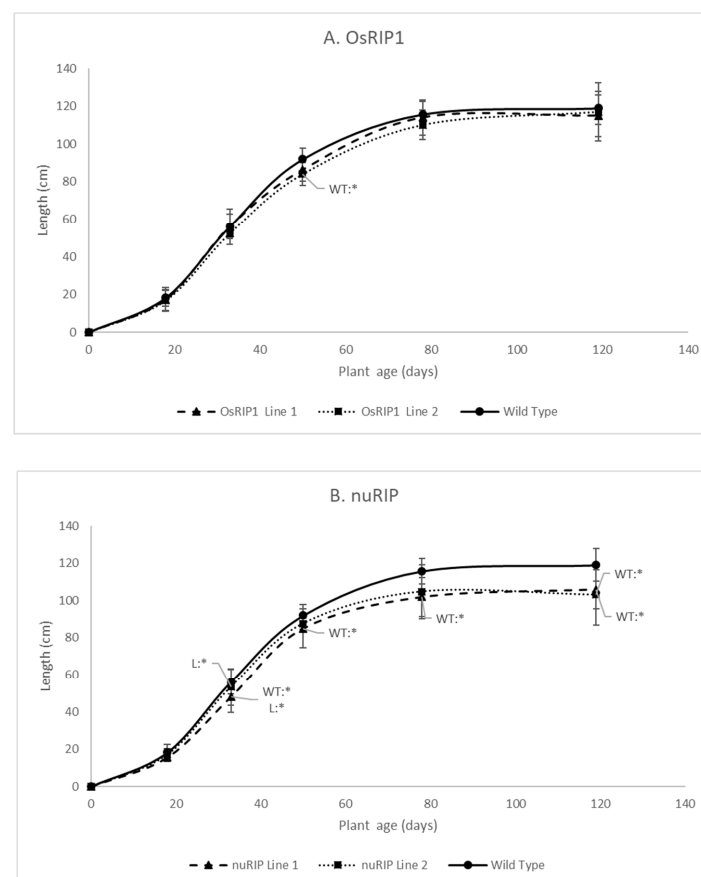 A. OsRIP1
140
120
100
80
60
40
20
0
Length (cm)
WT:*
0 20 40 60 80 100 120 140
Plant age (days)
OsRIP1 Line 1 OsRIP1 Line 2 Wild Type
B. nuRIP
140
120
100
80
60
40
20
0
Length (cm)
L:*
WT:*
L:*
WT:*
WT:*
WT:*
WT:*
0 20 40 60 80 100 120 140
Plant age (days)
nuRIP Line 1 nuRIP Line 2 Wild Type